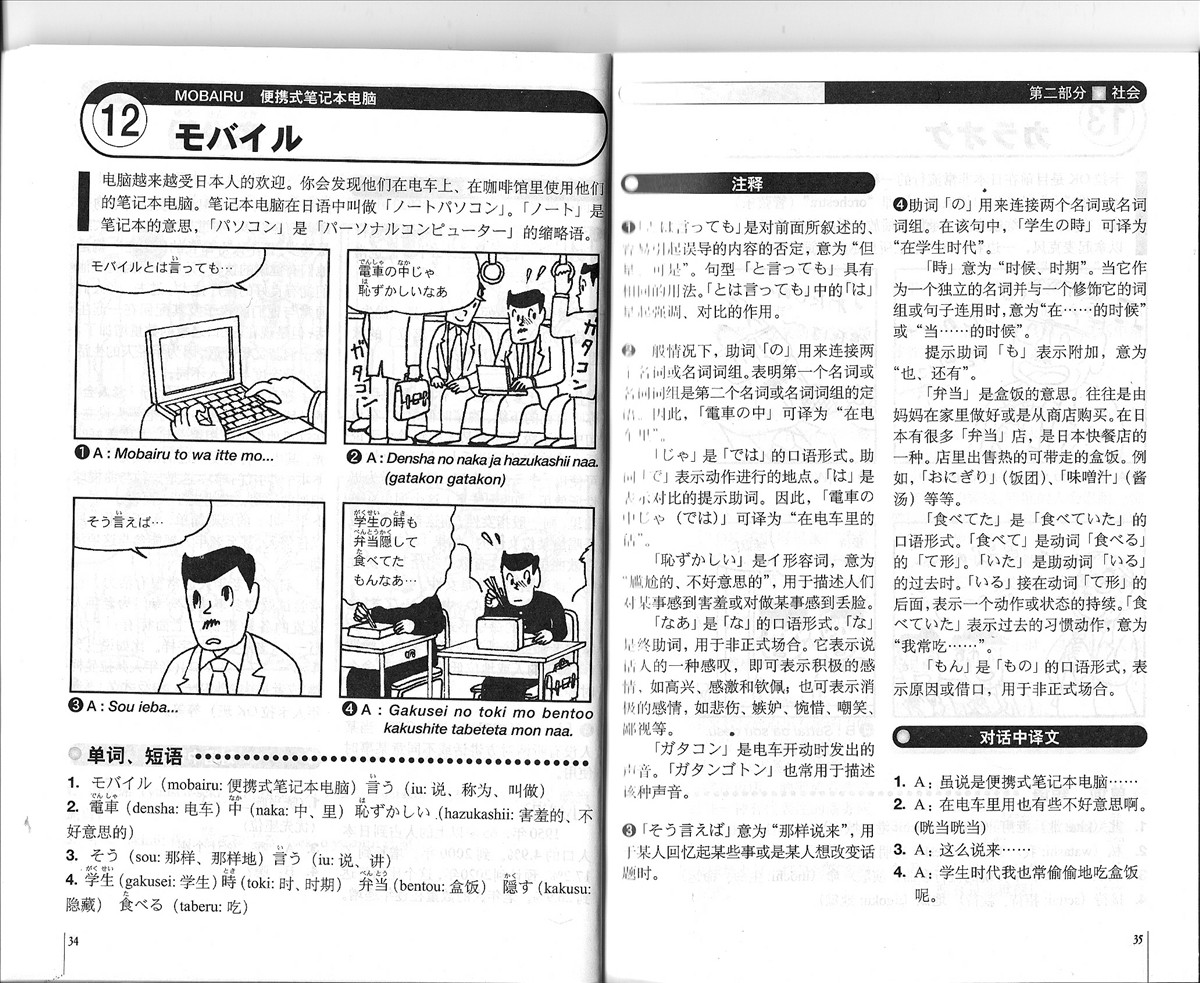 MOBAIRU 便携式笔记本电脑
12
モバイル
电脑越来越受日本人的欢迎。你会发现他们在电车上、在咖啡馆里使用他们
的笔记本电脑。笔记本电脑在日语中叫做「ノートパソコン」。「ノート」是
笔记本的意思，「パソコン」是「パーソナルコンピューター」的缩略语。
モバイルとは言っても…
い
❶ A : Mobairu to wa itte mo...
でんしゃ なか
電車の中じゃ
は
恥ずかしいなあ
ガタコン
ガタコン
❷ A : Densha no naka ja hazukashii naa.
(gatakon gatakon)
い
そう言えば…
❸ A : Sou ieba...
がくせい とき
学生の時も
べんとうかく
弁当隠して
た
食べてた
もんなあ…
❹ A : Gakusei no toki mo bentoo
kakushite tabeteta mon naa.
单词、短语
1. モバイル（mobairu: 便携式笔记本电脑）言う（iu: 说、称为、叫做）
2. 電車（densha: 电车）中（naka: 中、里）恥ずかしい（hazukashii: 害羞的、不
好意思的）
3. そう（sou: 那样、那样地）言う（iu: 说、讲）
4. 学生（gakusei: 学生）時（toki: 时、时期） 弁当（bentou: 盒饭） 隠す（kakusu:
隐藏） 食べる（taberu: 吃）
34
第二部分 社会
注释
❶「とは言っても」是对前面所叙述的、
容易引起误导的内容的否定，意为“但
是、可是”。句型「と言っても」具有
相同的用法。「とは言っても」中的「は」
起强调、对比的作用。
❷ 一般情况下，助词「の」用来连接两
个名词或名词词组。表明第一个名词或
名词词组是第二个名词或名词词组的定
语。因此，「電車の中」可译为“在电
车里”。
「じゃ」是「では」的口语形式。助
词「で」表示动作进行的地点。「は」是
表示对比的提示助词。因此，「電車の
中じゃ（では）」可译为“在电车里的
话”。
「恥ずかしい」是イ形容词，意为
“尴尬的、不好意思的”，用于描述人们
对某事感到害羞或对做某事感到丢脸。
「なあ」是「な」的口语形式。「な」
是终助词，用于非正式场合。它表示说
话人的一种感叹，即可表示积极的感
情，如高兴、感激和钦佩；也可表示消
极的感情，如悲伤、嫉妒、惋惜、嘲笑、
鄙视等。
「ガタコン」是电车开动时发出的
声音。「ガタンゴトン」也常用于描述
该种声音。
❸「そう言えば」意为“那样说来”，用
于某人回忆起某些事或是某人想改变话
题时。
❹助词「の」用来连接两个名词或名词
词组。在该句中，「学生の時」可译为
“在学生时代”。
「時」意为“时候、时期”。当它作
为一个独立的名词并与一个修饰它的词
组或句子连用时，意为“在……的时候”
或“当……的时候”。
提示助词「も」表示附加，意为
“也、还有”。
「弁当」是盒饭的意思。往往是由
妈妈在家里做好或是从商店购买。在日
本有很多「弁当」店，是日本快餐店的
一种。店里出售热的可带走的盒饭。例
如，「おにぎり」（饭团）、「味噌汁」（酱
汤）等等。
「食べてた」是「食べていた」的
口语形式。「食べて」是动词「食べる」
的「て形」。「いた」是助动词「いる」
的过去时。「いる」接在动词「て形」的
后面，表示一个动作或状态的持续。「食
べていた」表示过去的习惯动作，意为
“我常吃……”。
「もん」是「もの」的口语形式，表
示原因或借口，用于非正式场合。
对话中译文
1. A：虽说是便携式笔记本电脑……
2. A：在电车里用也有些不好意思啊。
(咣当咣当)
3. A：这么说来……
4. A：学生时代我也常偷偷地吃盒饭
呢。
35